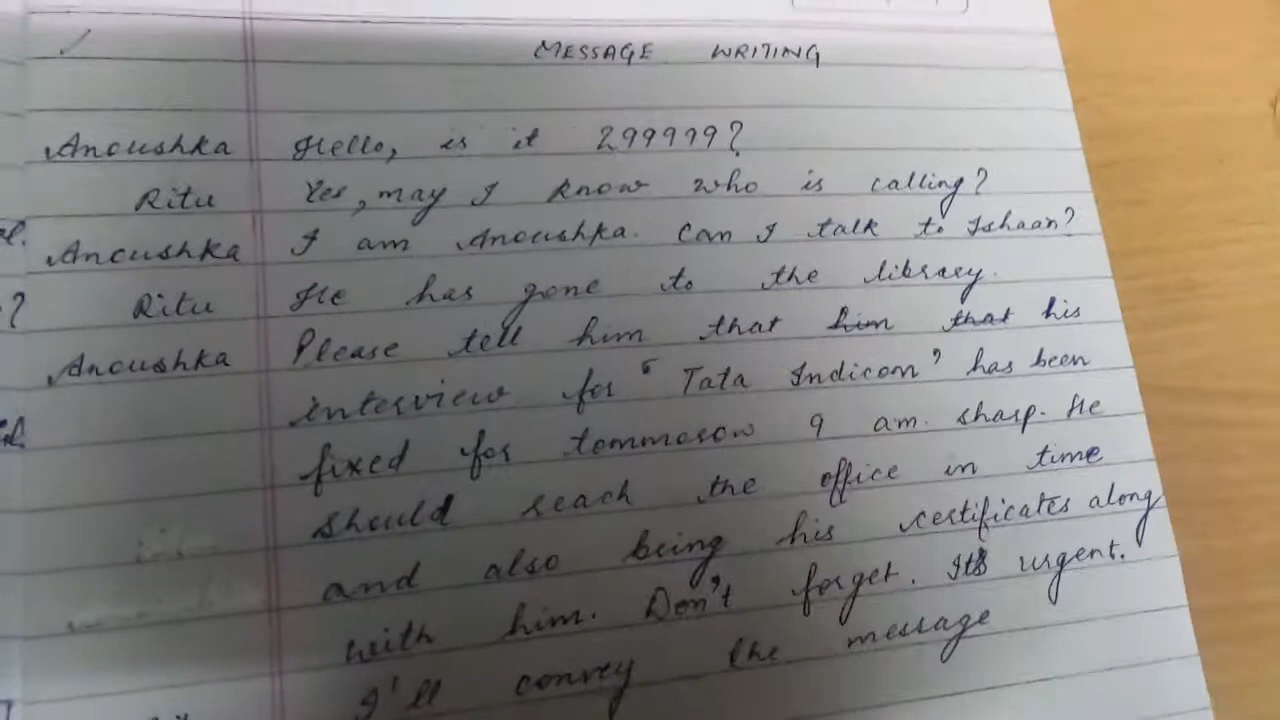 MESSAGE WRITING
Anoushka Hello, is it 299999?
Ritu Yes, may I know who is calling?
Anoushka I am Anoushka. Can I talk to Ishaan?
Ritu He has gone to the library.
Anoushka Please tell him that him that his
interview for 'Tata Indicom' has been
fixed for tommorow 9 am. sharp. He
should reach the office in time
and also being his certificates along
with him. Don't forget. Its urgent.
I'll convey the message